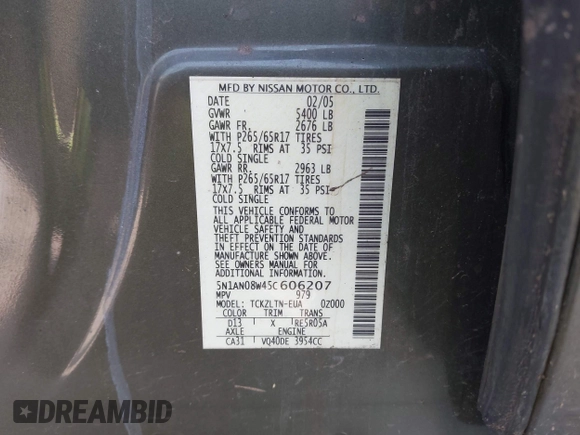 MFD BY NISSAN MOTOR CO., LTD.
DATE 02/05
GVWR 5400 LB
GAWR FR. 2676 LB
WITH P265/65R17 TIRES
17X7.5 RIMS AT 35 PSI
COLD SINGLE
GAWR RR. 2963 LB
WITH P265/65R17 TIRES
17X7.5 RIMS AT 35 PSI
COLD SINGLE
THIS VEHICLE CONFORMS TO
ALL APPLICABLE FEDERAL MOTOR
VEHICLE SAFETY AND
THEFT PREVENTION STANDARDS
IN EFFECT ON THE DATE OF
MANUFACTURE SHOWN ABOVE.
SEE OWNERS MANUAL FOR
ADDITIONAL INFORMATION.
5N1AN08W45C606207
MPV 979
MODEL: TCKZLTN-EUA 0Z000
COLOR TRIM TRANS
D13 X RE5R05A
AXLE ENGINE
CA31 VQ40DE 3954CC
DREAMBID